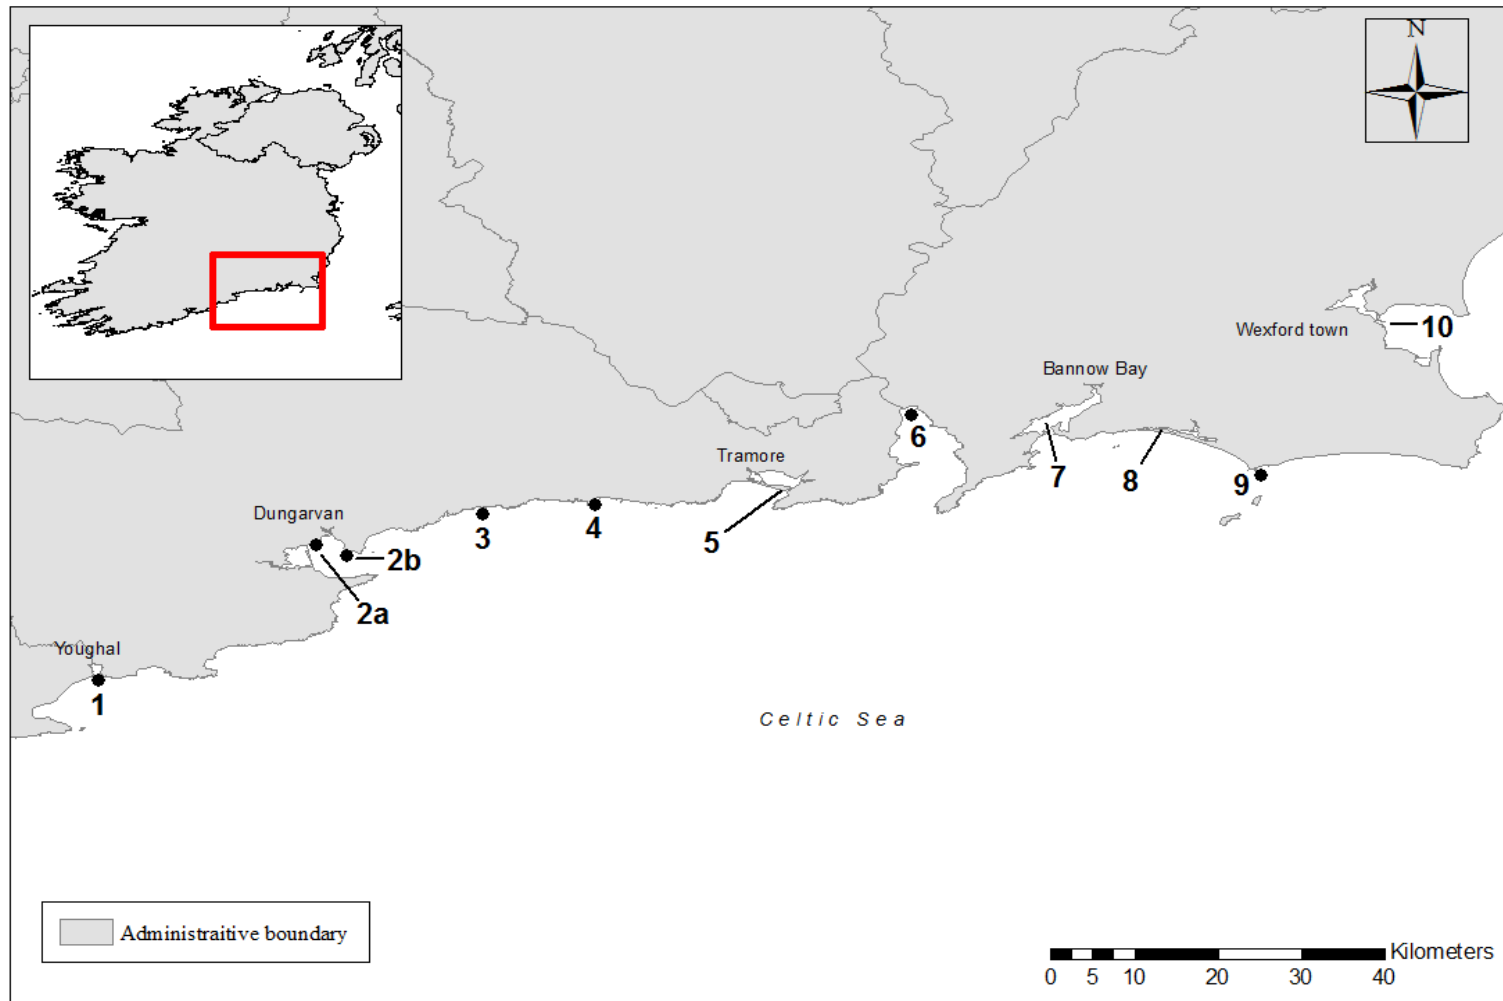 N
Wexford town
10
Bannow Bay
6
Tramore
7
8
9
Dungarvan
3
4
5
2b
2a
Youghal
1
Celtic Sea
Administraitive boundary
Kilometers
0 5 10 20 30 40